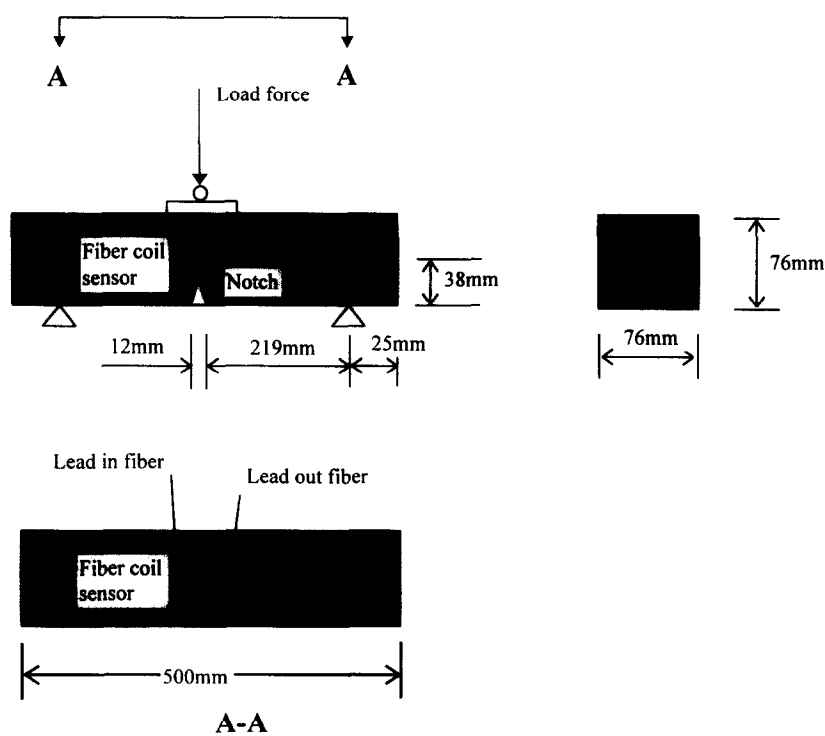 A A
Load force
Fiber coil
sensor
Notch
38mm
76mm
12mm
219mm
25mm
76mm
Lead in fiber
Lead out fiber
Fiber coil
sensor
500mm
A-A